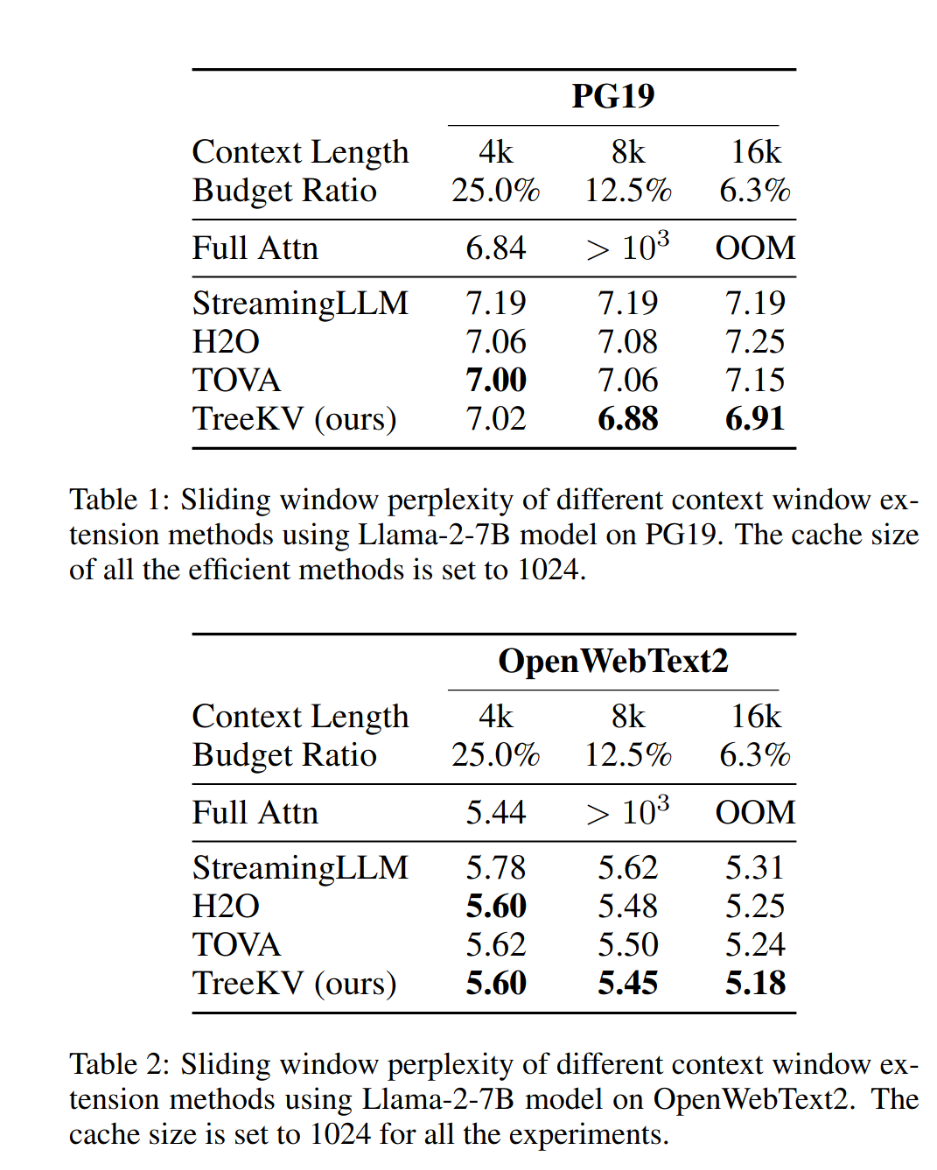 PG19
Context Length 4k 8k 16k
Budget Ratio 25.0% 12.5% 6.3%
Full Attn 6.84 > 10³ OOM
StreamingLLM 7.19 7.19 7.19
H2O 7.06 7.08 7.25
TOVA 7.00 7.06 7.15
TreeKV (ours) 7.02 6.88 6.91
Table 1: Sliding window perplexity of different context window ex-
tension methods using Llama-2-7B model on PG19. The cache size
of all the efficient methods is set to 1024.
OpenWebText2
Context Length 4k 8k 16k
Budget Ratio 25.0% 12.5% 6.3%
Full Attn 5.44 > 10³ OOM
StreamingLLM 5.78 5.62 5.31
H2O 5.60 5.48 5.25
TOVA 5.62 5.50 5.24
TreeKV (ours) 5.60 5.45 5.18
Table 2: Sliding window perplexity of different context window ex-
tension methods using Llama-2-7B model on OpenWebText2. The
cache size is set to 1024 for all the experiments.